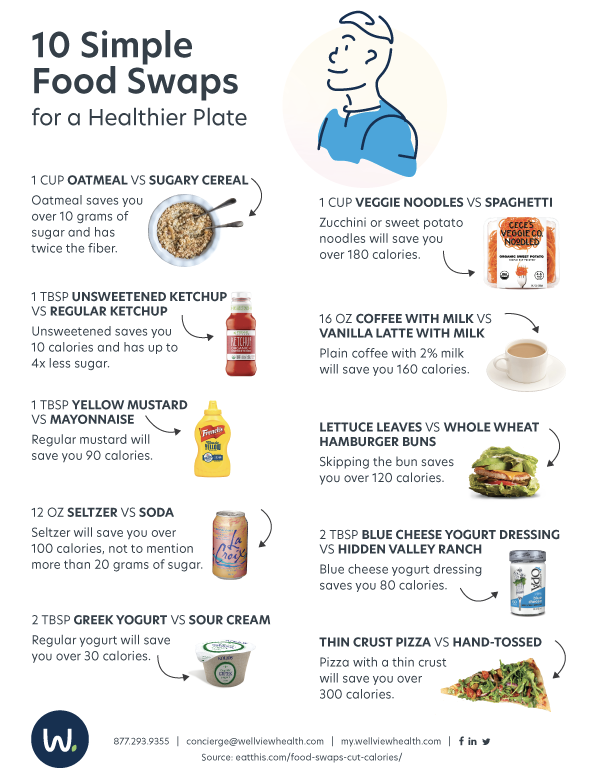 10 Simple
Food Swaps
for a Healthier Plate
1 CUP OATMEAL VS SUGARY CEREAL
Oatmeal saves you
over 10 grams of
sugar and has
twice the fiber.
1 TBSP UNSWEETENED KETCHUP
VS REGULAR KETCHUP
Unsweetened saves you
10 calories and has up to
4x less sugar.
KETCHUP
1 TBSP YELLOW MUSTARD
VS MAYONNAISE
Regular mustard will
save you 90 calories.
French's
YELLOW
12 OZ SELTZER VS SODA
Seltzer will save you over
100 calories, not to mention
more than 20 grams of sugar.
La
Croix
2 TBSP GREEK YOGURT VS SOUR CREAM
Regular yogurt will save
you over 30 calories.
GREEK
1 CUP VEGGIE NOODLES VS SPAGHETTI
Zucchini or sweet potato
noodles will save you
over 180 calories.
CECE'S
VEGGIE CO.
NOODLED
ORGANIC SWEET POTATO
16 OZ COFFEE WITH MILK VS
VANILLA LATTE WITH MILK
Plain coffee with 2% milk
will save you 160 calories.
LETTUCE LEAVES VS WHOLE WHEAT
HAMBURGER BUNS
Skipping the bun saves
you over 120 calories.
2 TBSP BLUE CHEESE YOGURT DRESSING
VS HIDDEN VALLEY RANCH
Blue cheese yogurt dressing
saves you 80 calories.
OPA
THIN CRUST PIZZA VS HAND-TOSSED
Pizza with a thin crust
will save you over
300 calories.
W.
877.293.9355 | concierge@wellviewhealth.com | my.wellviewhealth.com | f in
Source: eatthis.com/food-swaps-cut-calories/